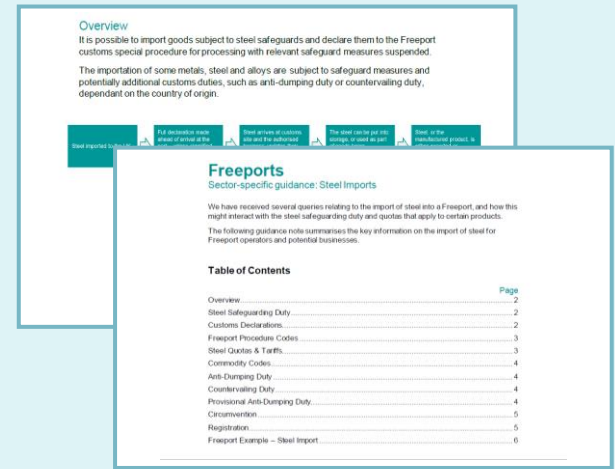 Overview
It is possible to import goods subject to steel safeguards and declare them to the Freeport
customs special procedure for processing with relevant safeguard measures suspended.
The importation of some metals, steel and alloys are subject to safeguard measures and
potentially additional customs duties, such as anti-dumping duty or countervailing duty,
dependant on the country of origin.
Steel imported to the
Full declaration made
ahead of arrival at the
Steel arrives at customs
site and the authorised
The steel can be put into
storage, or used as part
Steel, or the
manufactured product, is
Freeports
Sector-specific guidance: Steel Imports
We have received several queries relating to the import of steel into a Freeport, and how this
might interact with the steel safeguarding duty and quotas that apply to certain products.
The following guidance note summarises the key information on the import of steel for
Freeport operators and potential businesses.
Table of Contents
Page
Overview 2
Steel Safeguarding Duty 2
Customs Declarations 2
Freeport Procedure Codes 3
Steel Quotas & Tariffs 3
Commodity Codes 4
Anti-Dumping Duty 4
Countervailing Duty 4
Provisional Anti-Dumping Duty 4
Circumvention 5
Registration 5
Freeport Example – Steel Import 6